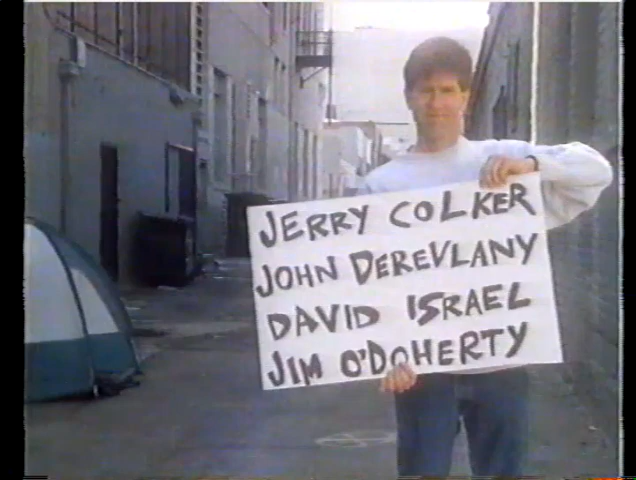 JERRY COLKER
JOHN DEREVLANY
DAVID ISRAEL
JIM O'DOHERTY